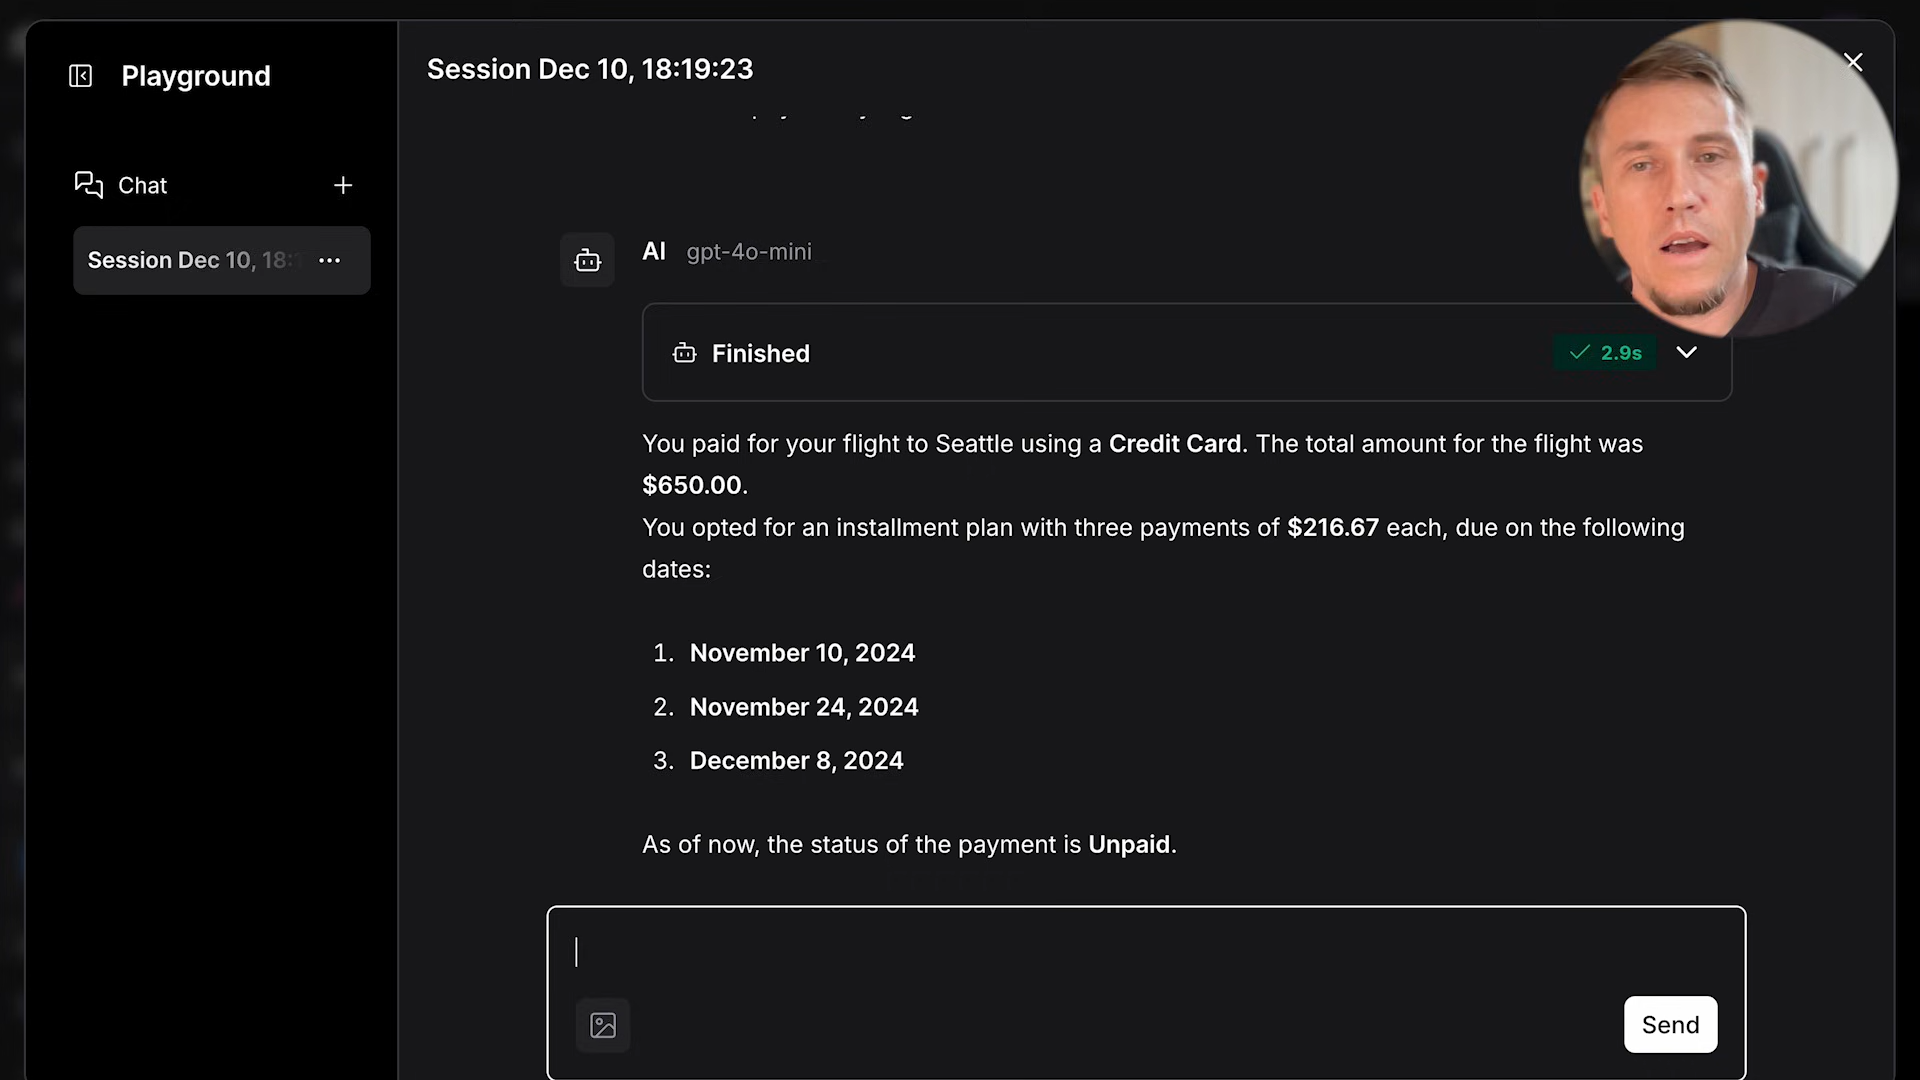 Playground
Chat
Session Dec 10, 18:1
Session Dec 10, 18:19:23
AI gpt-4o-mini
Finished
2.9s
You paid for your flight to Seattle using a Credit Card. The total amount for the flight was
$650.00.
You opted for an installment plan with three payments of $216.67 each, due on the following
dates:
1. November 10, 2024
2. November 24, 2024
3. December 8, 2024
As of now, the status of the payment is Unpaid.
Send